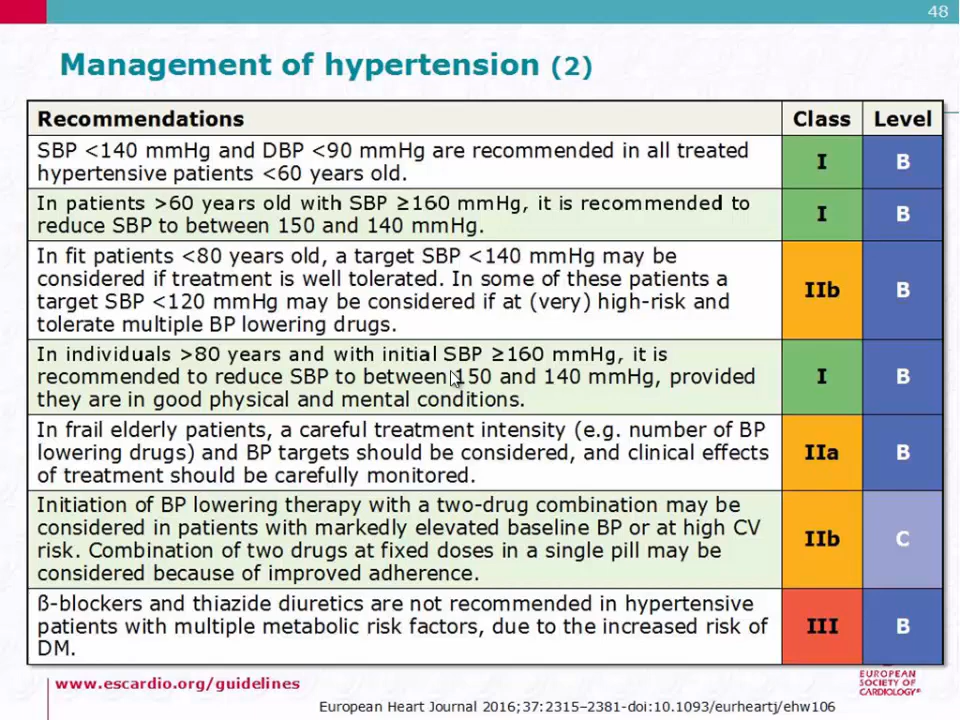 48
Management of hypertension (2)
Recommendations Class Level
SBP <140 mmHg and DBP <90 mmHg are recommended in all treated
hypertensive patients <60 years old.
I B
In patients >60 years old with SBP ≥160 mmHg, it is recommended to
reduce SBP to between 150 and 140 mmHg.
I B
In fit patients <80 years old, a target SBP <140 mmHg may be
considered if treatment is well tolerated. In some of these patients a
target SBP <120 mmHg may be considered if at (very) high-risk and
tolerate multiple BP lowering drugs.
IIb B
In individuals >80 years and with initial SBP ≥160 mmHg, it is
recommended to reduce SBP to between 150 and 140 mmHg, provided
they are in good physical and mental conditions.
I B
In frail elderly patients, a careful treatment intensity (e.g. number of BP
lowering drugs) and BP targets should be considered, and clinical effects
of treatment should be carefully monitored.
IIa B
Initiation of BP lowering therapy with a two-drug combination may be
considered in patients with markedly elevated baseline BP or at high CV
risk. Combination of two drugs at fixed doses in a single pill may be
considered because of improved adherence.
IIb C
ß-blockers and thiazide diuretics are not recommended in hypertensive
patients with multiple metabolic risk factors, due to the increased risk of
DM.
III B
www.escardio.org/guidelines
EUROPEAN
SOCIETY OF
CARDIOLOGY®
European Heart Journal 2016;37:2315–2381-doi:10.1093/eurheartj/ehw106